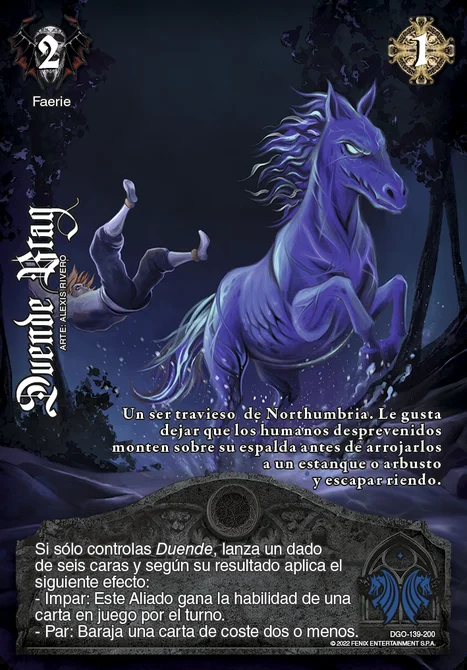 2
1
Faerie
Duende Brag
ARTE: ALEXIS RIVERO
Un ser travieso de Northumbria. Le gusta
dejar que los humanos desprevenidos
monten sobre su espalda antes de arrojarlos
a un estanque o arbusto
y escapar riendo.
Si sólo controlas Duende, lanza un dado
de seis caras y según su resultado aplica el
siguiente efecto:
- Impar: Este Aliado gana la habilidad de una
carta en juego por el turno.
- Par: Baraja una carta de coste dos o menos.
DGO-139-200
© 2022 FENIX ENTERTAINMENT S.P.A.